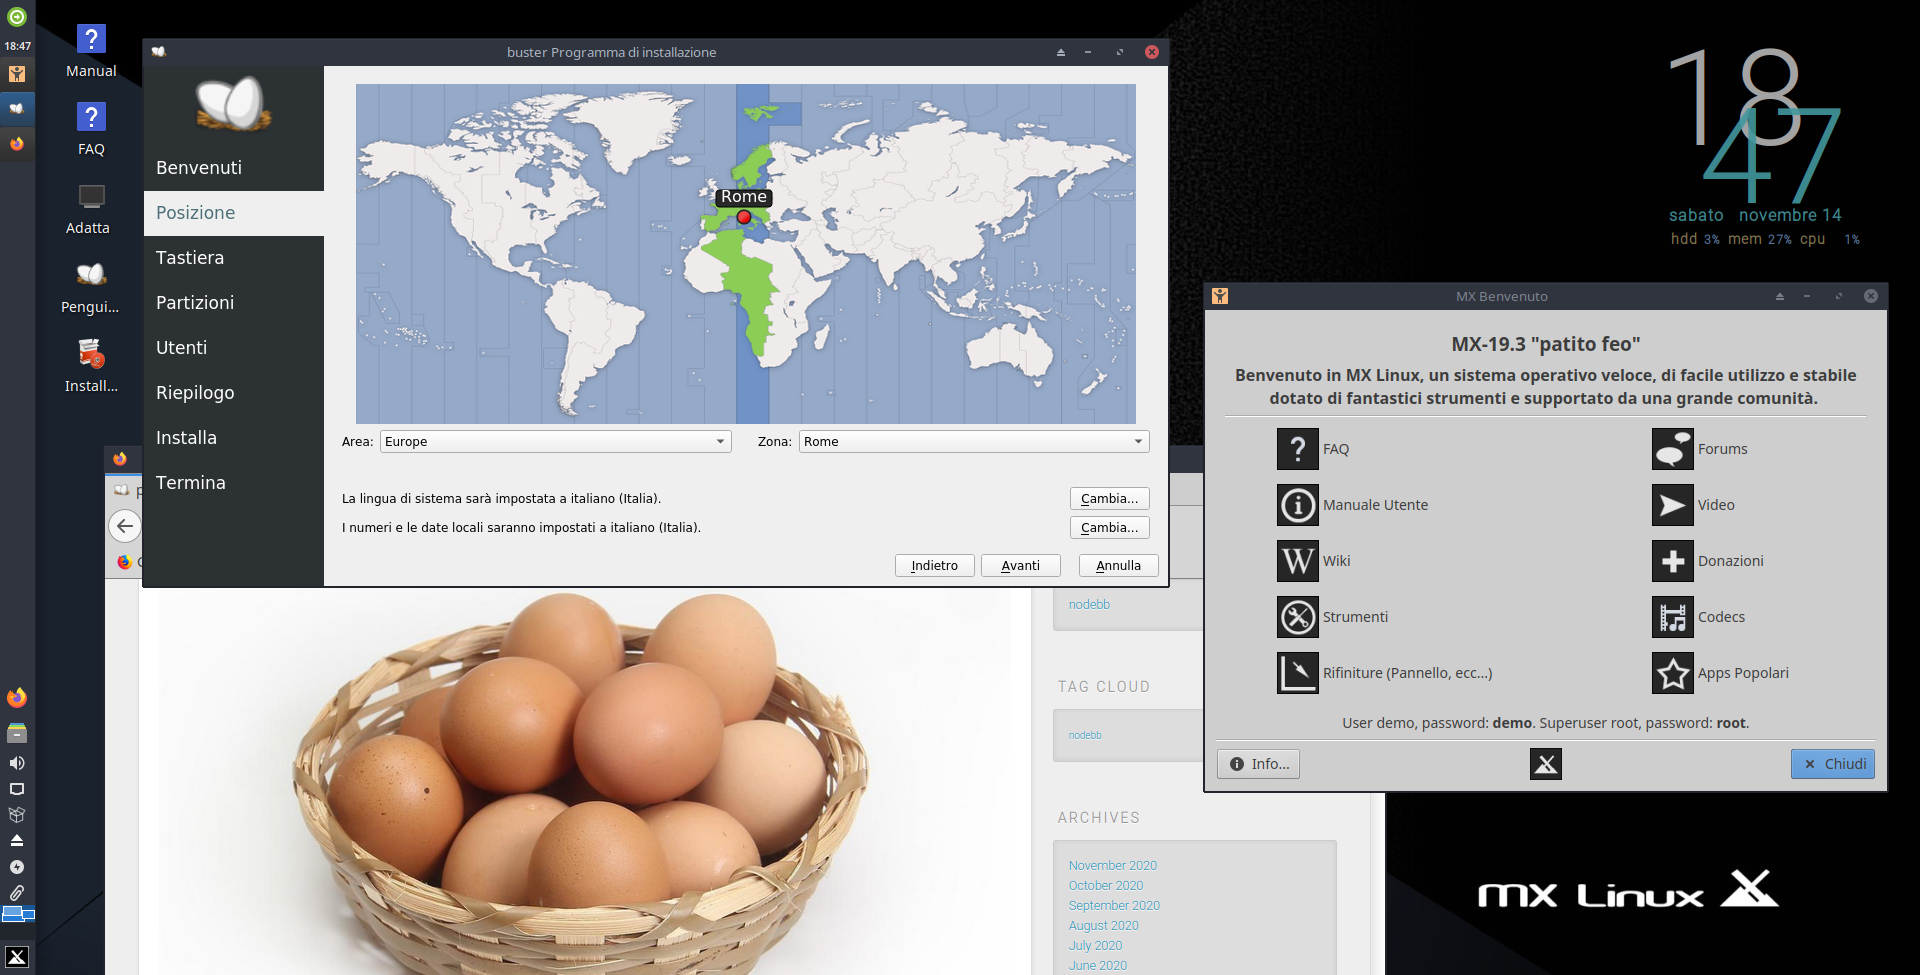 18:47
Manual
FAQ
Adatta
Pengui...
Install...
buster Programma di installazione
Benvenuti
Posizione
Tastiera
Partizioni
Utenti
Riepilogo
Installa
Termina
Rome
Area: Europe
Zona: Rome
La lingua di sistema sarà impostata a italiano (Italia).
Cambia...
I numeri e le date locali saranno impostati a italiano (Italia).
Cambia...
Indietro
Avanti
Annulla
nodebb
TAG CLOUD
nodebb
ARCHIVES
November 2020
October 2020
September 2020
August 2020
July 2020
June 2020
18
47
sabato novembre 14
hdd 3% mem 27% cpu 1%
MX Benvenuto
MX-19.3 "patito feo"
Benvenuto in MX Linux, un sistema operativo veloce, di facile utilizzo e stabile
dotato di fantastici strumenti e supportato da una grande comunità.
FAQ
Forums
Manuale Utente
Video
Wiki
Donazioni
Strumenti
Codecs
Rifiniture (Pannello, ecc...)
Apps Popolari
User demo, password: demo. Superuser root, password: root.
Info...
Chiudi
mx Linux